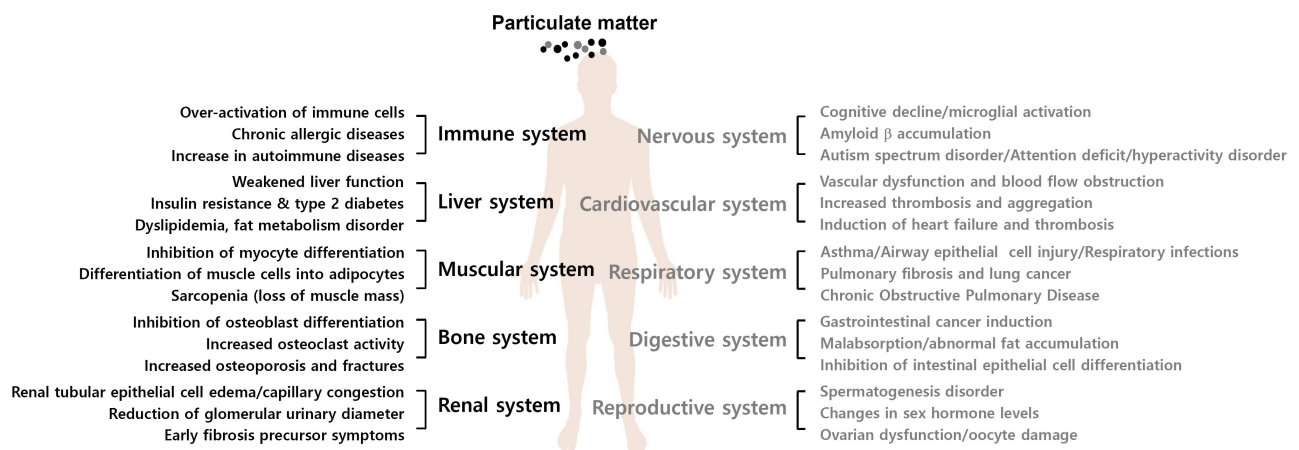 Particulate matter
Over-activation of immune cells
Chronic allergic diseases
Increase in autoimmune diseases
Immune system
Weakened liver function
Insulin resistance & type 2 diabetes
Dyslipidemia, fat metabolism disorder
Liver system
Inhibition of myocyte differentiation
Differentiation of muscle cells into adipocytes
Sarcopenia (loss of muscle mass)
Muscular system
Inhibition of osteoblast differentiation
Increased osteoclast activity
Increased osteoporosis and fractures
Bone system
Renal tubular epithelial cell edema/capillary congestion
Reduction of glomerular urinary diameter
Early fibrosis precursor symptoms
Renal system
Nervous system
Cognitive decline/microglial activation
Amyloid β accumulation
Autism spectrum disorder/Attention deficit/hyperactivity disorder
Cardiovascular system
Vascular dysfunction and blood flow obstruction
Increased thrombosis and aggregation
Induction of heart failure and thrombosis
Respiratory system
Asthma/Airway epithelial cell injury/Respiratory infections
Pulmonary fibrosis and lung cancer
Chronic Obstructive Pulmonary Disease
Digestive system
Gastrointestinal cancer induction
Malabsorption/abnormal fat accumulation
Inhibition of intestinal epithelial cell differentiation
Reproductive system
Spermatogenesis disorder
Changes in sex hormone levels
Ovarian dysfunction/oocyte damage